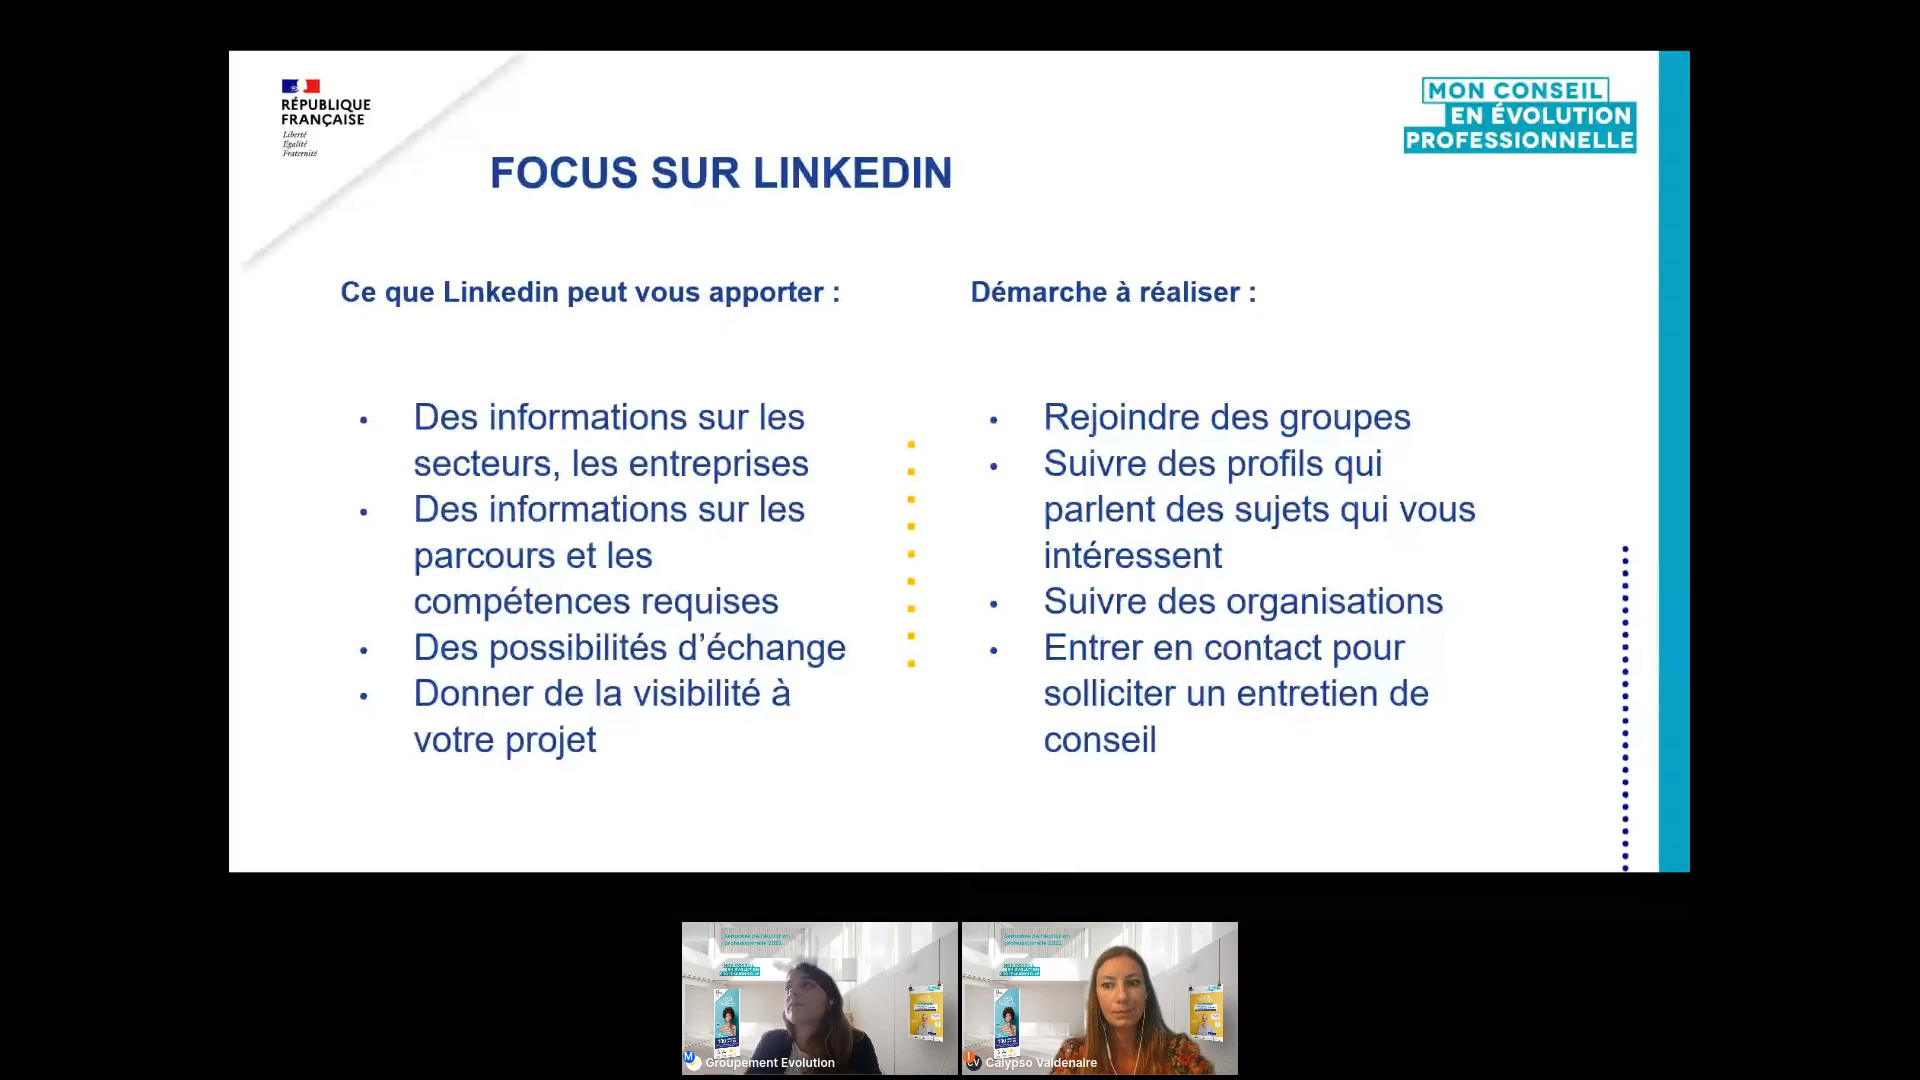 RÉPUBLIQUE
FRANÇAISE
Liberté
Égalité
Fraternité
MON CONSEIL
EN ÉVOLUTION
PROFESSIONNELLE
FOCUS SUR LINKEDIN
Ce que Linkedin peut vous apporter :
Des informations sur les
secteurs, les entreprises
Des informations sur les
parcours et les
compétences requises
Des possibilités d’échange
Donner de la visibilité à
votre projet
Démarche à réaliser :
Rejoindre des groupes
Suivre des profils qui
parlent des sujets qui vous
intéressent
Suivre des organisations
Entrer en contact pour
solliciter un entretien de
conseil
Groupement Evolution
Calypso Valdenaire